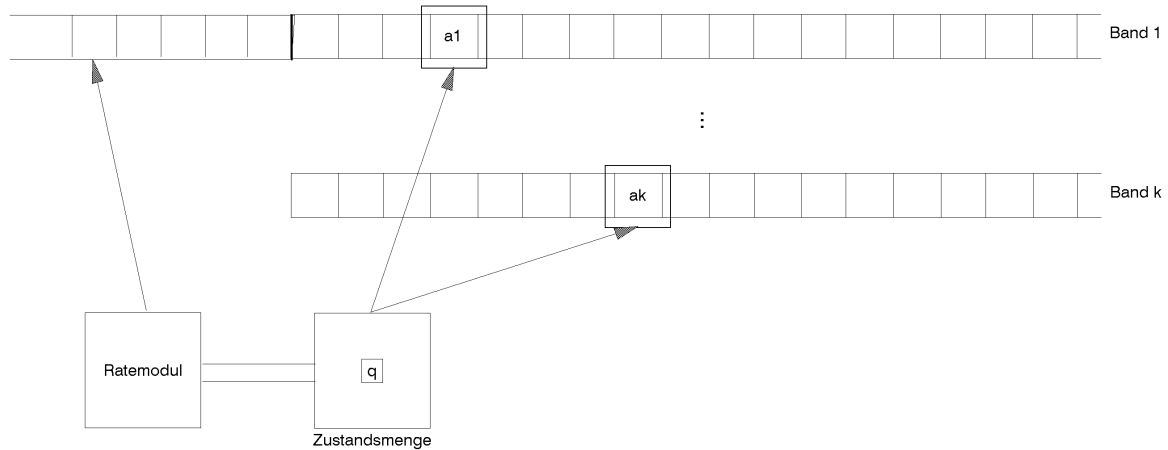 a1
Band 1
⋮
ak
Band k
Ratemodul
q
Zustandsmenge